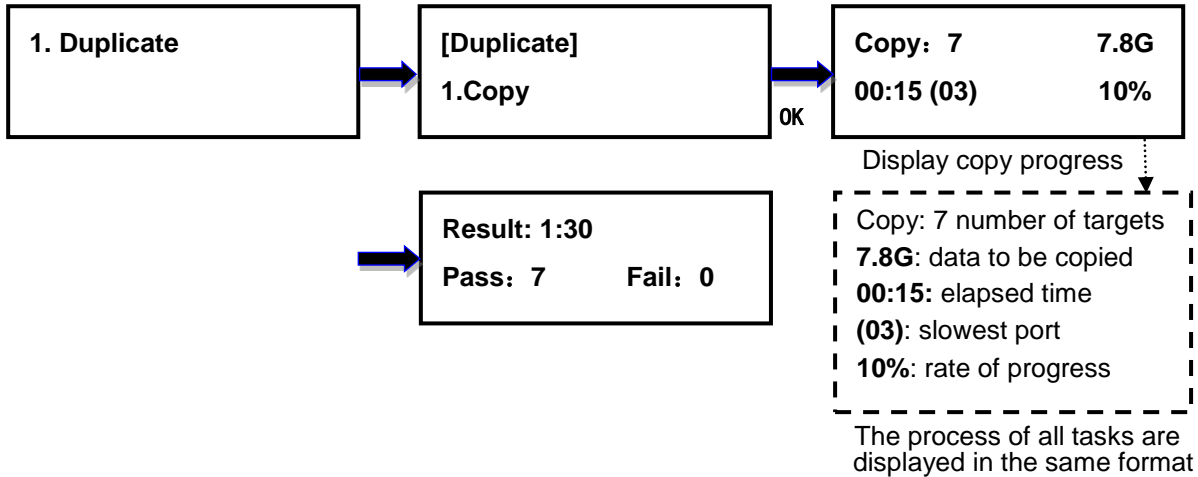 1. Duplicate
[Duplicate]
1.Copy
OK
Copy：7 7.8G
00:15 (03) 10%
Display copy progress
Result: 1:30
Pass：7 Fail：0
Copy: 7 number of targets
7.8G: data to be copied
00:15: elapsed time
(03): slowest port
10%: rate of progress
The process of all tasks are
displayed in the same format